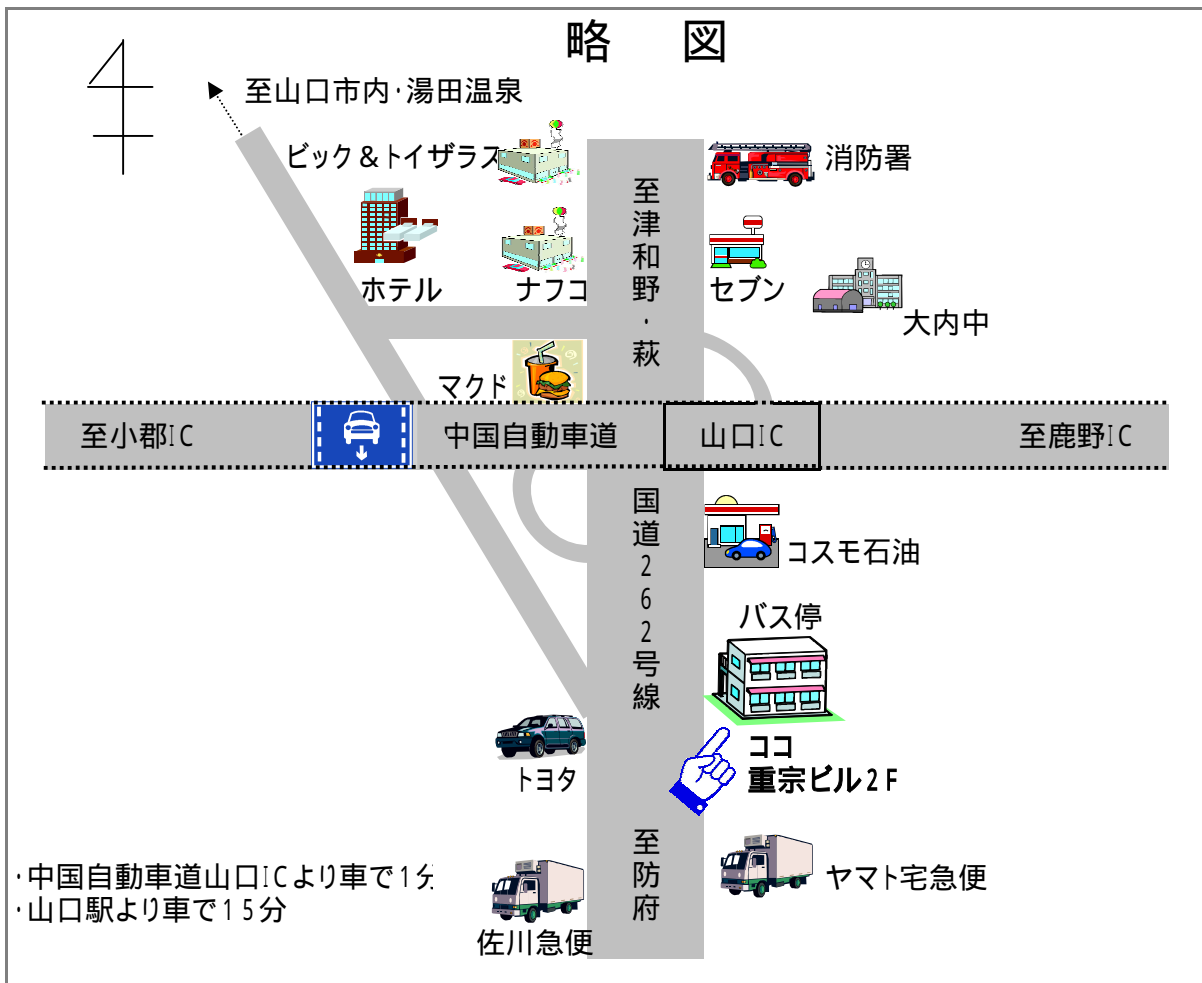 略 図
至山口市内・湯田温泉
ビック＆トイザラス
消防署
至津和野・萩
ホテル
ナフコ
セブン
大内中
マクド
至小郡IC
中国自動車道
山口IC
至鹿野IC
国道262号線
コスモ石油
バス停
トヨタ
ココ
重宗ビル2F
至防府
ヤマト宅急便
・中国自動車道山口ICより車で1分
・山口駅より車で15分
佐川急便